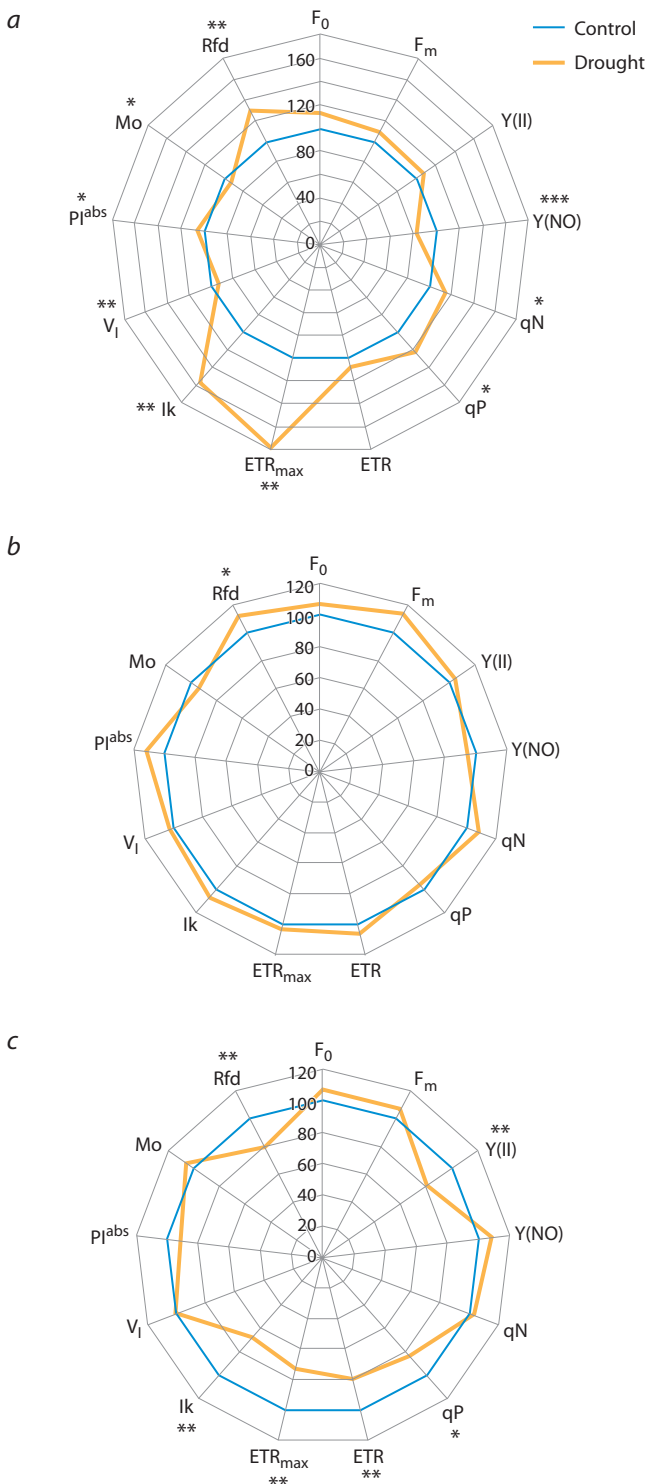 a
Control
Drought
F0
Fm
Y(II)
*** Y(NO)
* qN
qP *
ETR
ETRmax **
** Ik
** VI
* PIabs
* Mo
** Rfd
160
120
80
40
0
b
F0
Fm
Y(II)
Y(NO)
qN
qP
ETR
ETRmax
Ik
VI
PIabs
Mo
* Rfd
120
100
80
60
40
20
0
c
F0
Fm
** Y(II)
Y(NO)
qN
qP *
ETR **
ETRmax **
Ik **
VI
PIabs
Mo
** Rfd
120
100
80
60
40
20
0